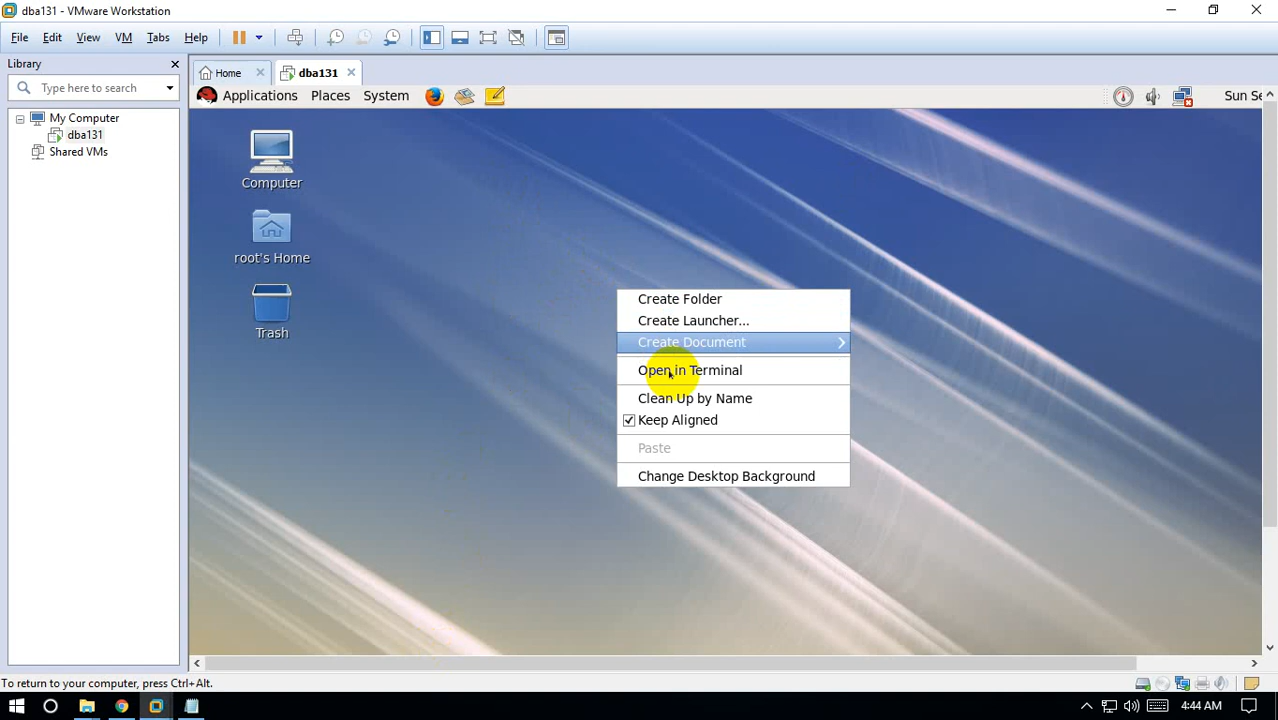 dba131 - VMware Workstation
File Edit View VM Tabs Help
Library
Type here to search
My Computer
dba131
Shared VMs
Home
dba131
Applications Places System
Sun Se
Computer
root's Home
Trash
Create Folder
Create Launcher...
Create Document
Open in Terminal
Clean Up by Name
Keep Aligned
Paste
Change Desktop Background
To return to your computer, press Ctrl+Alt.
4:44 AM